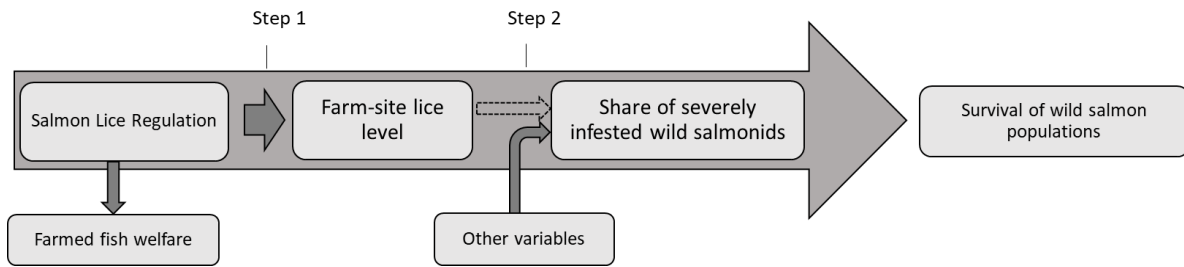 Step 1
Step 2
Salmon Lice Regulation
Farm-site lice
level
Share of severely
infested wild salmonids
Survival of wild salmon
populations
Farmed fish welfare
Other variables